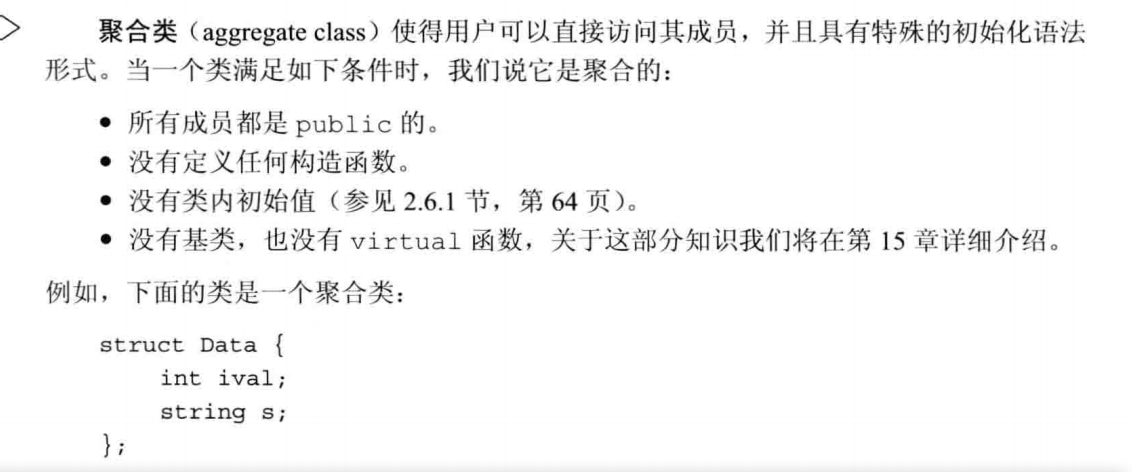 聚合类（aggregate class）使得用户可以直接访问其成员，并且具有特殊的初始化语法
形式。当一个类满足如下条件时，我们说它是聚合的：
● 所有成员都是 public 的。
● 没有定义任何构造函数。
● 没有类内初始值（参见 2.6.1 节，第 64 页）。
● 没有基类，也没有 virtual 函数，关于这部分知识我们将在第 15 章详细介绍。
例如，下面的类是一个聚合类：
struct Data {
int ival;
string s;
};